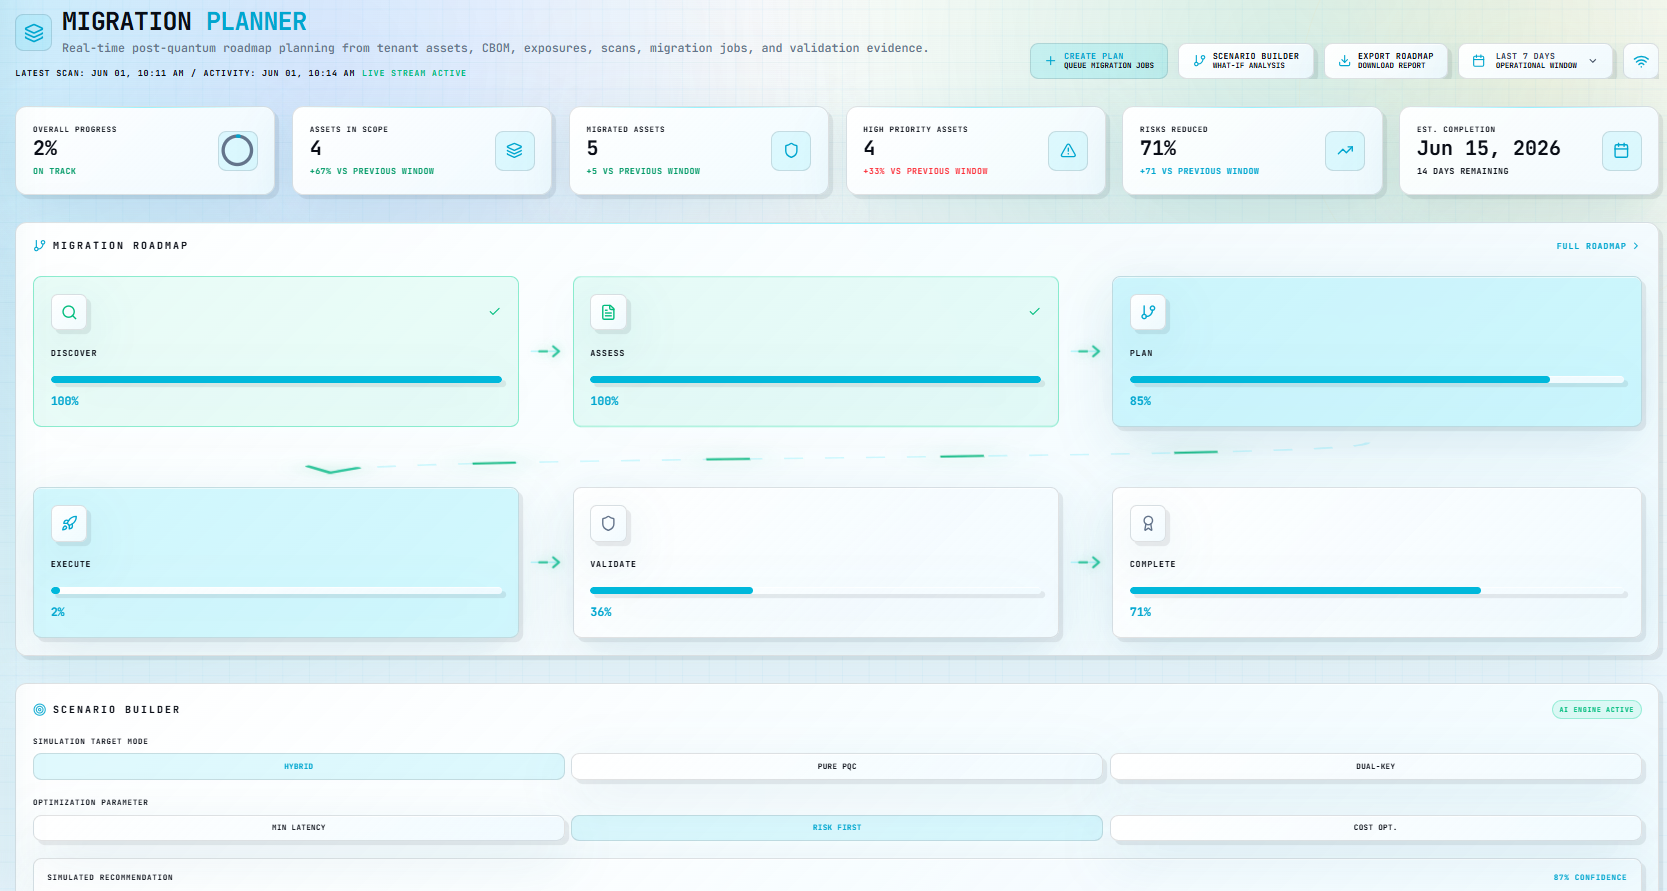 MIGRATION PLANNER
Real-time post-quantum roadmap planning from tenant assets, CBOM, exposures, scans, migration jobs, and validation evidence.
LATEST SCAN: JUN 01, 10:11 AM / ACTIVITY: JUN 01, 10:14 AM LIVE STREAM ACTIVE
CREATE PLAN
QUEUE MIGRATION JOBS
SCENARIO BUILDER
WHAT-IF ANALYSIS
EXPORT ROADMAP
DOWNLOAD REPORT
LAST 7 DAYS
OPERATIONAL WINDOW
OVERALL PROGRESS
2%
ON TRACK
ASSETS IN SCOPE
4
+67% VS PREVIOUS WINDOW
MIGRATED ASSETS
5
+5 VS PREVIOUS WINDOW
HIGH PRIORITY ASSETS
4
+33% VS PREVIOUS WINDOW
RISKS REDUCED
71%
+71 VS PREVIOUS WINDOW
EST. COMPLETION
Jun 15, 2026
14 DAYS REMAINING
MIGRATION ROADMAP
FULL ROADMAP
DISCOVER
100%
ASSESS
100%
PLAN
85%
EXECUTE
2%
VALIDATE
36%
COMPLETE
71%
SCENARIO BUILDER
AI ENGINE ACTIVE
SIMULATION TARGET MODE
HYBRID
PURE PQC
DUAL-KEY
OPTIMIZATION PARAMETER
MIN LATENCY
RISK FIRST
COST OPT.
SIMULATED RECOMMENDATION
87% CONFIDENCE